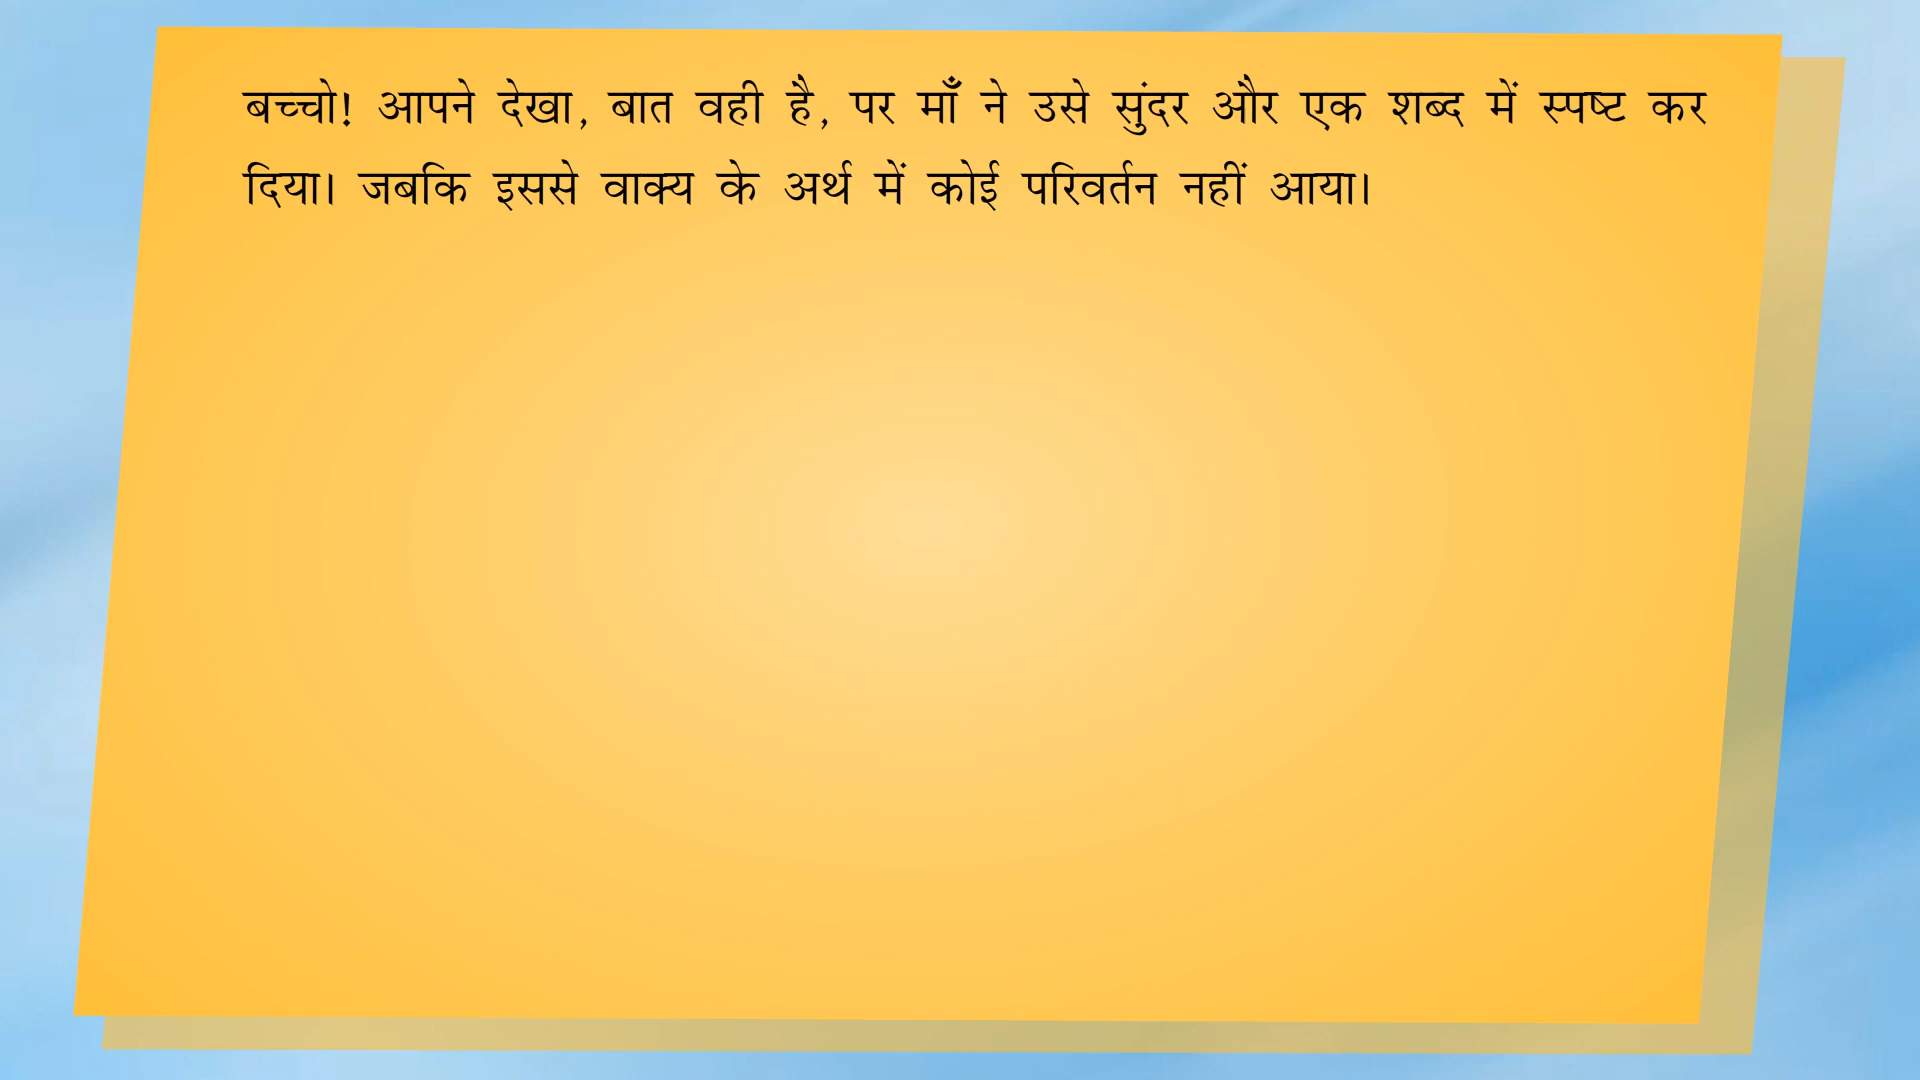 बच्चो! आपने देखा, बात वही है, पर माँ ने उसे सुंदर और एक शब्द में स्पष्ट कर
दिया। जबकि इससे वाक्य के अर्थ में कोई परिवर्तन नहीं आया।